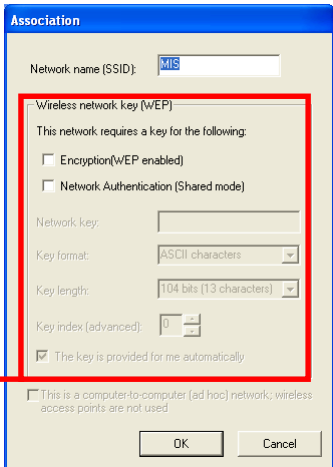 Association
Network name (SSID): MIS
Wireless network key (WEP)
This network requires a key for the following:
Encryption(WEP enabled)
Network Authentication (Shared mode)
Network key:
Key format: ASCII characters
Key length: 104 bits (13 characters)
Key index (advanced): 0
The key is provided for me automatically
This is a computer-to-computer (ad hoc) network; wireless
access points are not used
OK Cancel